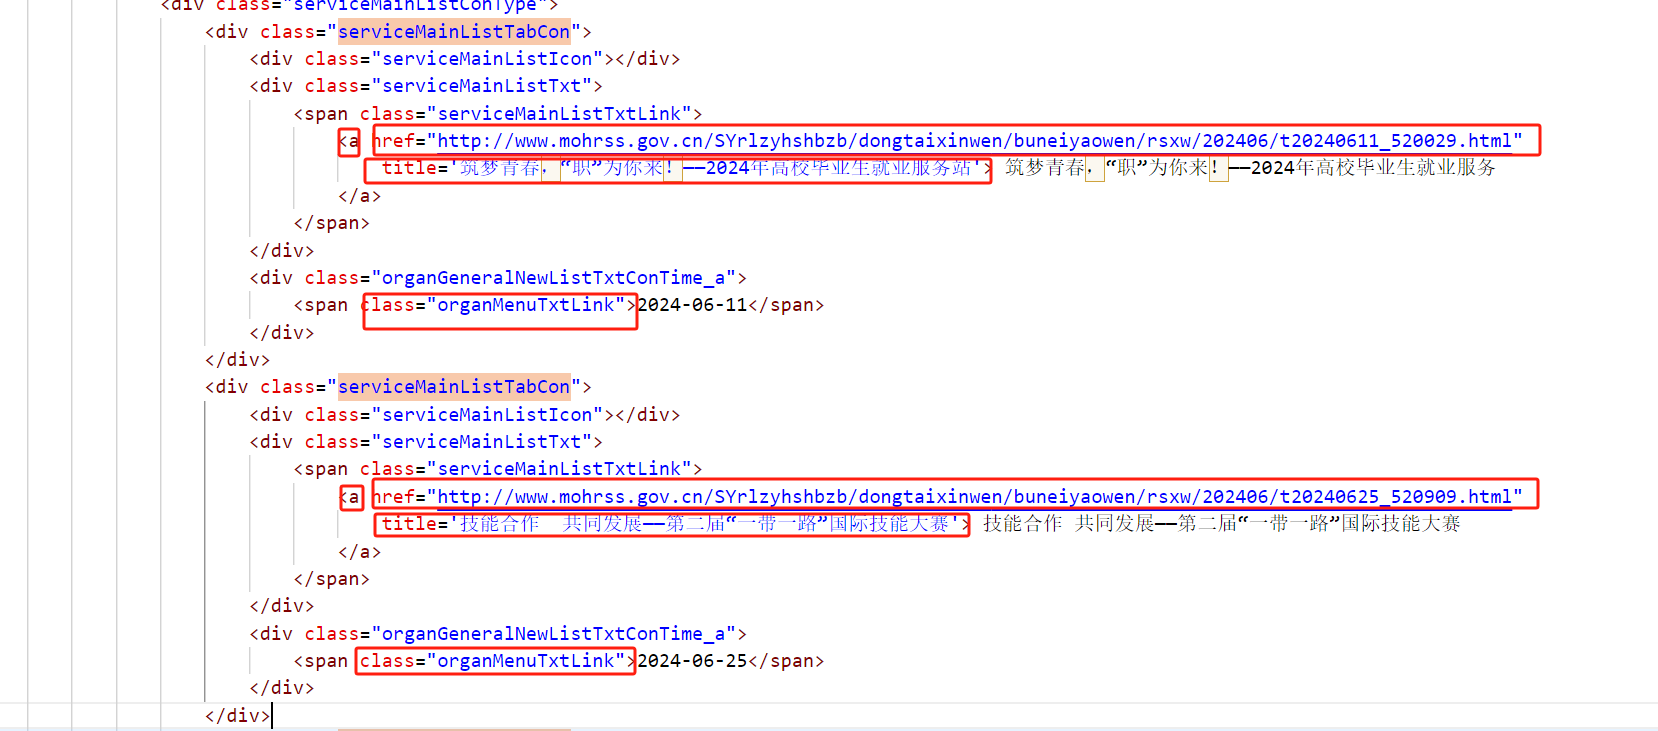 <div class="serviceMainListConType">
<div class="serviceMainListTabCon">
<div class="serviceMainListIcon"></div>
<div class="serviceMainListTxt">
<span class="serviceMainListTxtLink">
<a href="http://www.mohrss.gov.cn/SYrlzyhshbzb/dongtaixinwen/buneiyaowen/rsxw/202406/t20240611_520029.html"
title='筑梦青春，“职”为你来！——2024年高校毕业生就业服务站'> 筑梦青春，“职”为你来！——2024年高校毕业生就业服务
</a>
</span>
</div>
<div class="organGeneralNewListTxtConTime_a">
<span class="organMenuTxtLink">2024-06-11</span>
</div>
</div>
<div class="serviceMainListTabCon">
<div class="serviceMainListIcon"></div>
<div class="serviceMainListTxt">
<span class="serviceMainListTxtLink">
<a href="http://www.mohrss.gov.cn/SYrlzyhshbzb/dongtaixinwen/buneiyaowen/rsxw/202406/t20240625_520909.html"
title='技能合作  共同发展——第二届“一带一路”国际技能大赛'> 技能合作 共同发展——第二届“一带一路”国际技能大赛
</a>
</span>
</div>
<div class="organGeneralNewListTxtConTime_a">
<span class="organMenuTxtLink">2024-06-25</span>
</div>
</div>